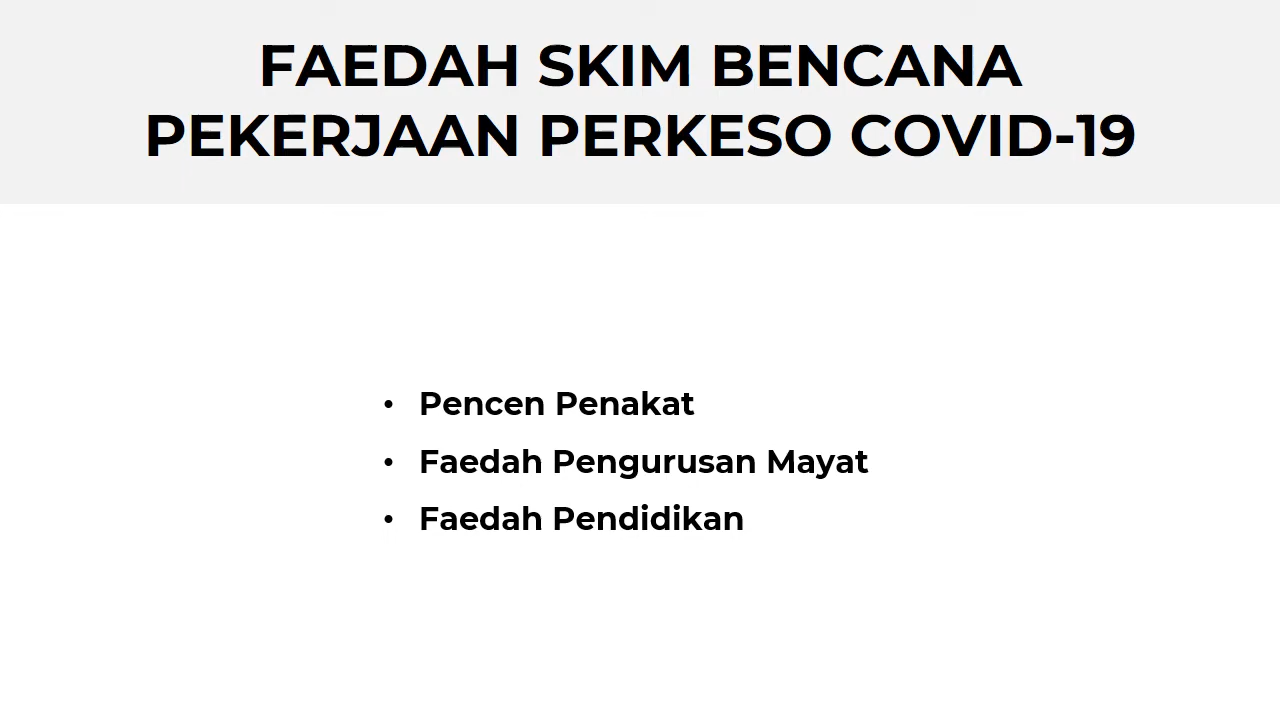 FAEDAH SKIM BENCANA
PEKERJAAN PERKESO COVID-19
• Pencen Penakat
• Faedah Pengurusan Mayat
• Faedah Pendidikan